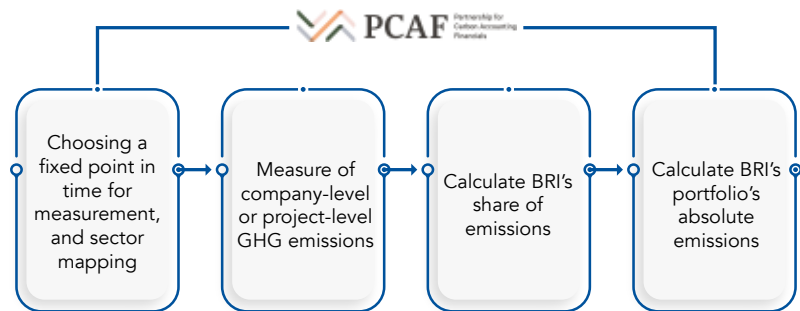 PCAF
Partnership for
Carbon Accounting
Financials
Choosing a
fixed point in
time for
measurement,
and sector
mapping
Measure of
company-level
or project-level
GHG emissions
Calculate BRI’s
share of
emissions
Calculate BRI’s
portfolio’s
absolute
emissions